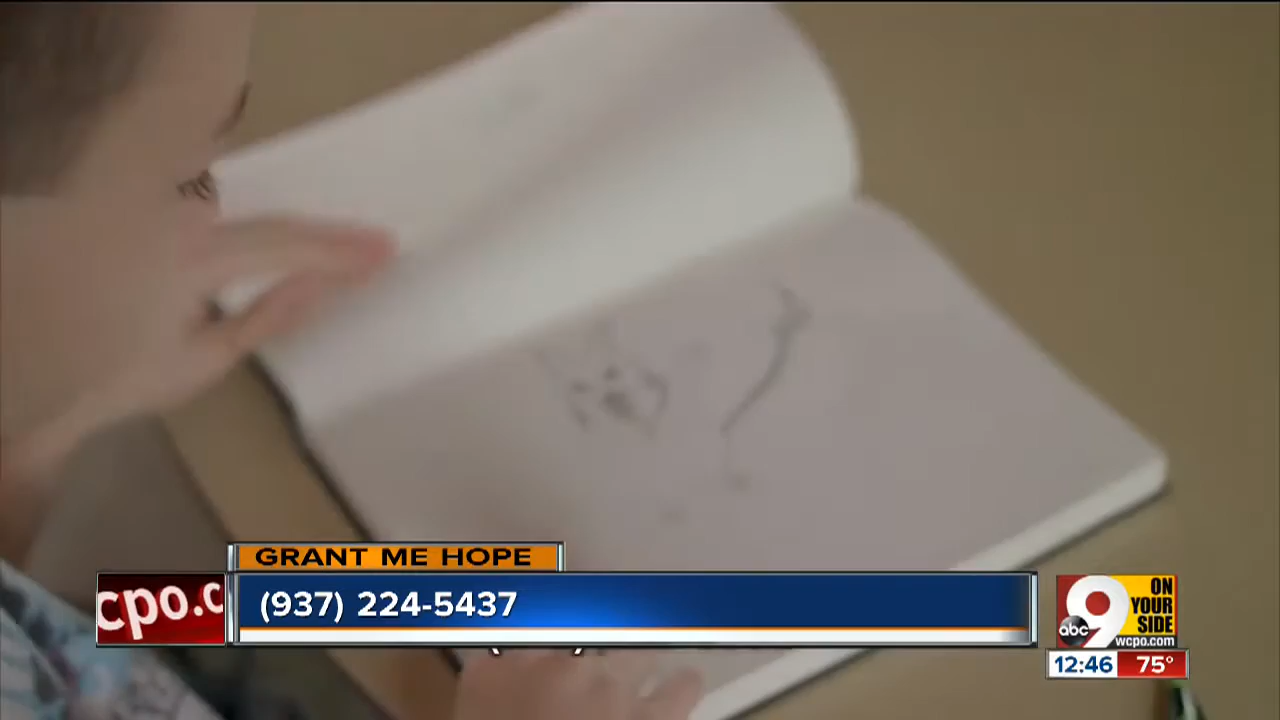 GRANT ME HOPE
cpo.c
(937) 224-5437
abc 9
ON
YOUR
SIDE
wcpo.com
12:46 75°